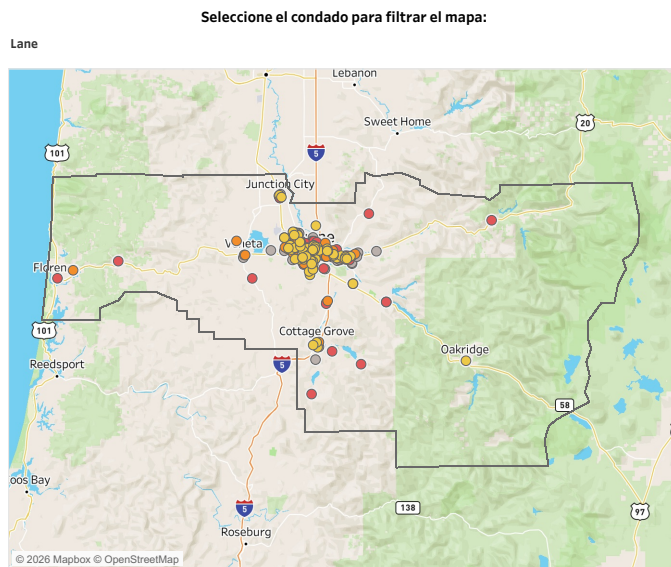 Seleccione el condado para filtrar el mapa:
Lane
Lebanon
Sweet Home
20
101
5
Junction City
Floren
101
Cottage Grove
Oakridge
Reedsport
5
58
oos Bay
5
138
97
Roseburg
© 2026 Mapbox © OpenStreetMap